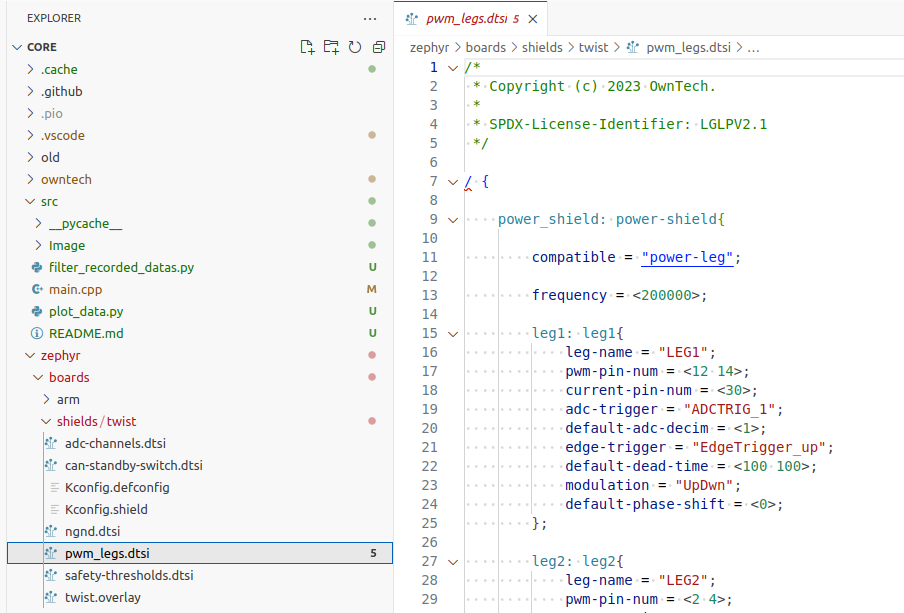 EXPLORER
CORE
.cache
.github
.pio
.vscode
old
owntech
src
__pycache__
Image
filter_recorded_datas.py U
main.cpp M
plot_data.py U
README.md U
zephyr
boards
arm
shields / twist
adc-channels.dtsi
can-standby-switch.dtsi
Kconfig.defconfig
Kconfig.shield
ngnd.dtsi
pwm_legs.dtsi 5
safety-thresholds.dtsi
twist.overlay
pwm_legs.dtsi 5
zephyr > boards > shields > twist > pwm_legs.dtsi > ...
1 /*
2 * Copyright (c) 2023 OwnTech.
3 *
4 * SPDX-License-Identifier: LGLPV2.1
5 */
6
7 / {
8
9 power_shield: power-shield{
10
11 compatible = "power-leg";
12
13 frequency = <200000>;
14
15 leg1: leg1{
16 leg-name = "LEG1";
17 pwm-pin-num = <12 14>;
18 current-pin-num = <30>;
19 adc-trigger = "ADCTRIG_1";
20 default-adc-decim = <1>;
21 edge-trigger = "EdgeTrigger_up";
22 default-dead-time = <100 100>;
23 modulation = "UpDwn";
24 default-phase-shift = <0>;
25 };
26
27 leg2: leg2{
28 leg-name = "LEG2";
29 pwm-pin-num = <2 4>;